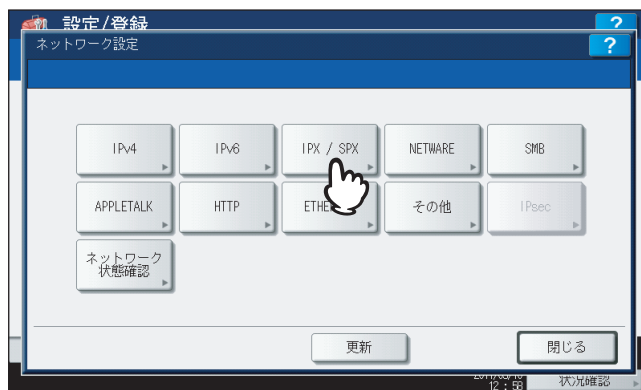 設定/登録
?
ネットワーク設定
?
IPv4
IPv6
IPX / SPX
NETWARE
SMB
APPLETALK
HTTP
その他
IPsec
ネットワーク
状態確認
更新
閉じる
12:58
状況確認